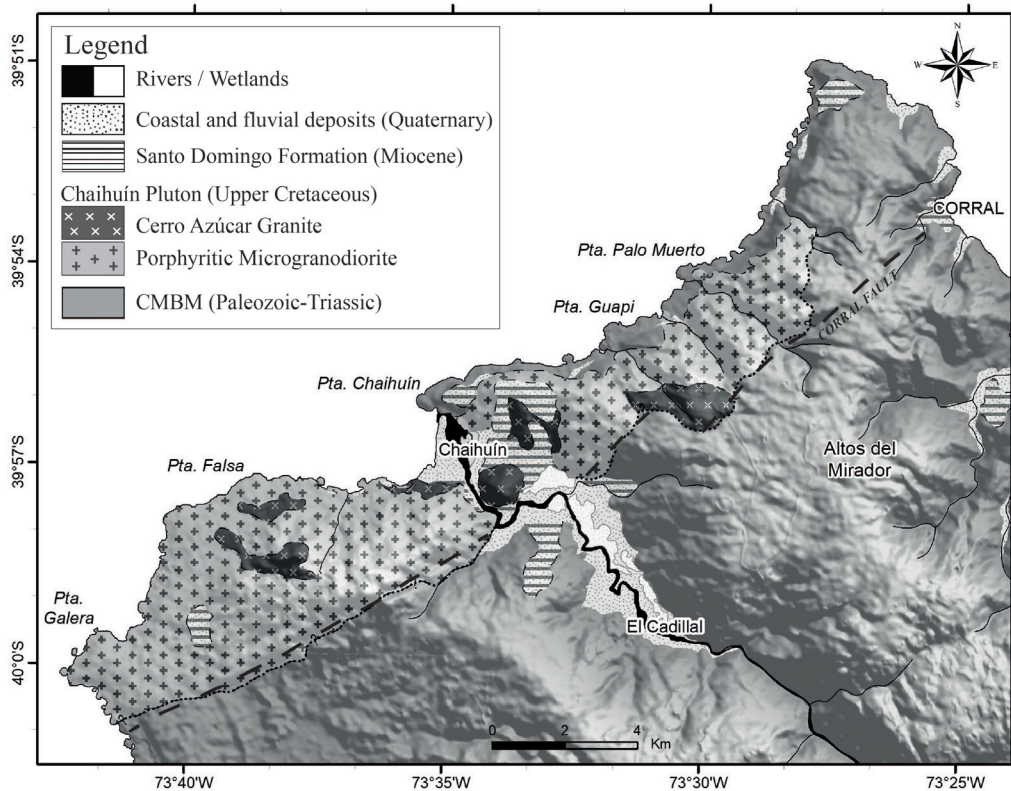 Legend
Rivers / Wetlands
Coastal and fluvial deposits (Quaternary)
Santo Domingo Formation (Miocene)
Chaihuín Pluton (Upper Cretaceous)
Cerro Azúcar Granite
Porphyritic Microgranodiorite
CMBM (Paleozoic-Triassic)
N
W
E
S
39°51'S
39°54'S
39°57'S
40°0'S
CORRAL
Pta. Palo Muerto
CORRAL FAULT
Pta. Guapi
Pta. Chaihuín
Chaihuín
Altos del
Mirador
Pta. Falsa
Pta.
Galera
El Cadillal
0 2 4
Km
73°40'W
73°35'W
73°30'W
73°25'W